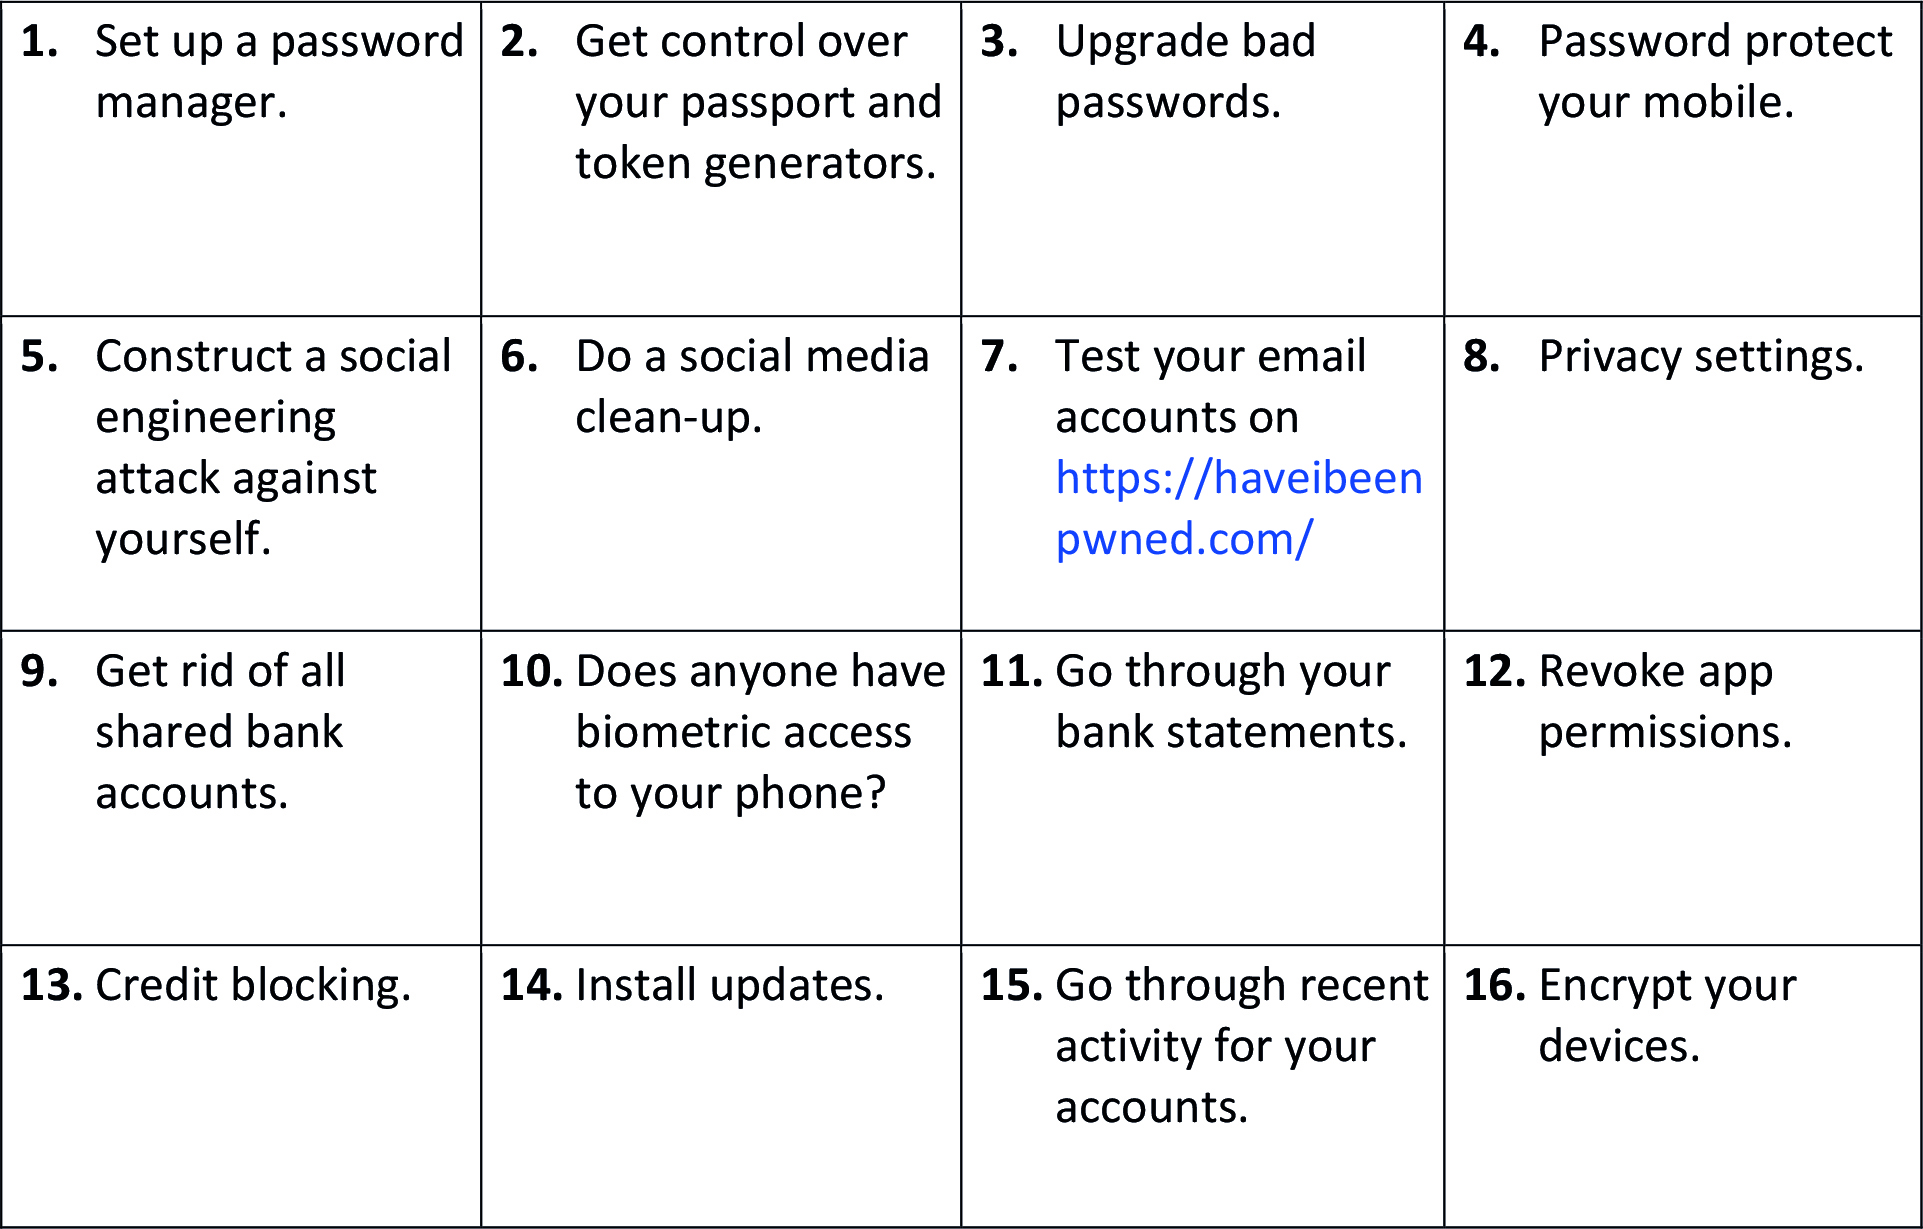 1. Set up a password
manager.
2. Get control over
your passport and
token generators.
3. Upgrade bad
passwords.
4. Password protect
your mobile.
5. Construct a social
engineering
attack against
yourself.
6. Do a social media
clean-up.
7. Test your email
accounts on
https://haveibeen
pwned.com/
8. Privacy settings.
9. Get rid of all
shared bank
accounts.
10. Does anyone have
biometric access
to your phone?
11. Go through your
bank statements.
12. Revoke app
permissions.
13. Credit blocking.
14. Install updates.
15. Go through recent
activity for your
accounts.
16. Encrypt your
devices.